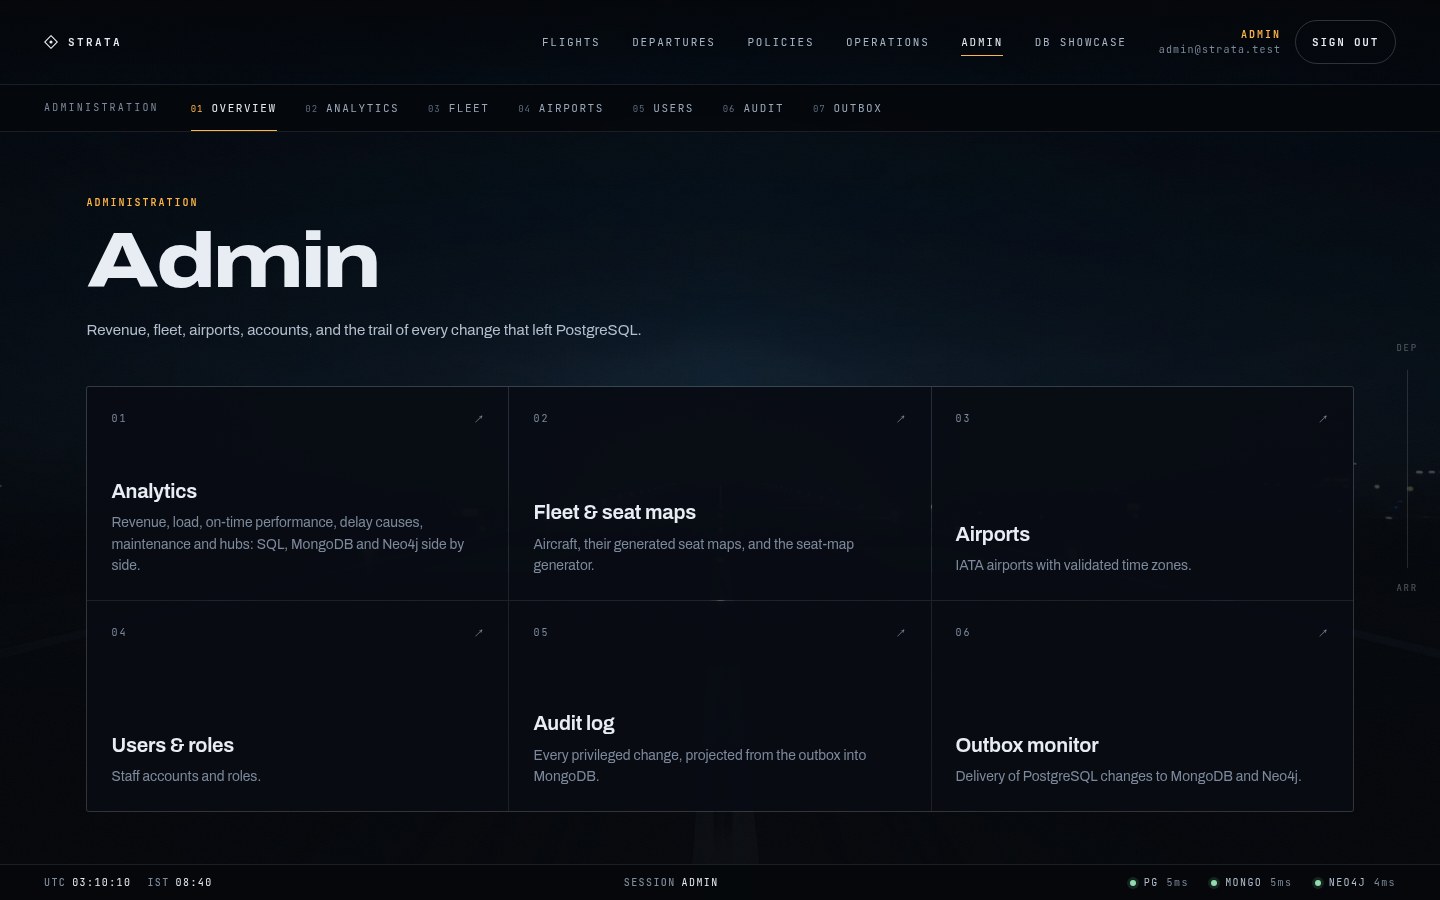 STRATA
FLIGHTS DEPARTURES POLICIES OPERATIONS ADMIN DB SHOWCASE
ADMIN
admin@strata.test
SIGN OUT
ADMINISTRATION 01 OVERVIEW 02 ANALYTICS 03 FLEET 04 AIRPORTS 05 USERS 06 AUDIT 07 OUTBOX
ADMINISTRATION
Admin
Revenue, fleet, airports, accounts, and the trail of every change that left PostgreSQL.
DEP
ARR
01
Analytics
Revenue, load, on-time performance, delay causes,
maintenance and hubs: SQL, MongoDB and Neo4j side by
side.
02
Fleet & seat maps
Aircraft, their generated seat maps, and the seat-map
generator.
03
Airports
IATA airports with validated time zones.
04
Users & roles
Staff accounts and roles.
05
Audit log
Every privileged change, projected from the outbox into
MongoDB.
06
Outbox monitor
Delivery of PostgreSQL changes to MongoDB and Neo4j.
UTC 03:10:10 IST 08:40
SESSION ADMIN
PG 5ms MONGO 5ms NEO4J 4ms